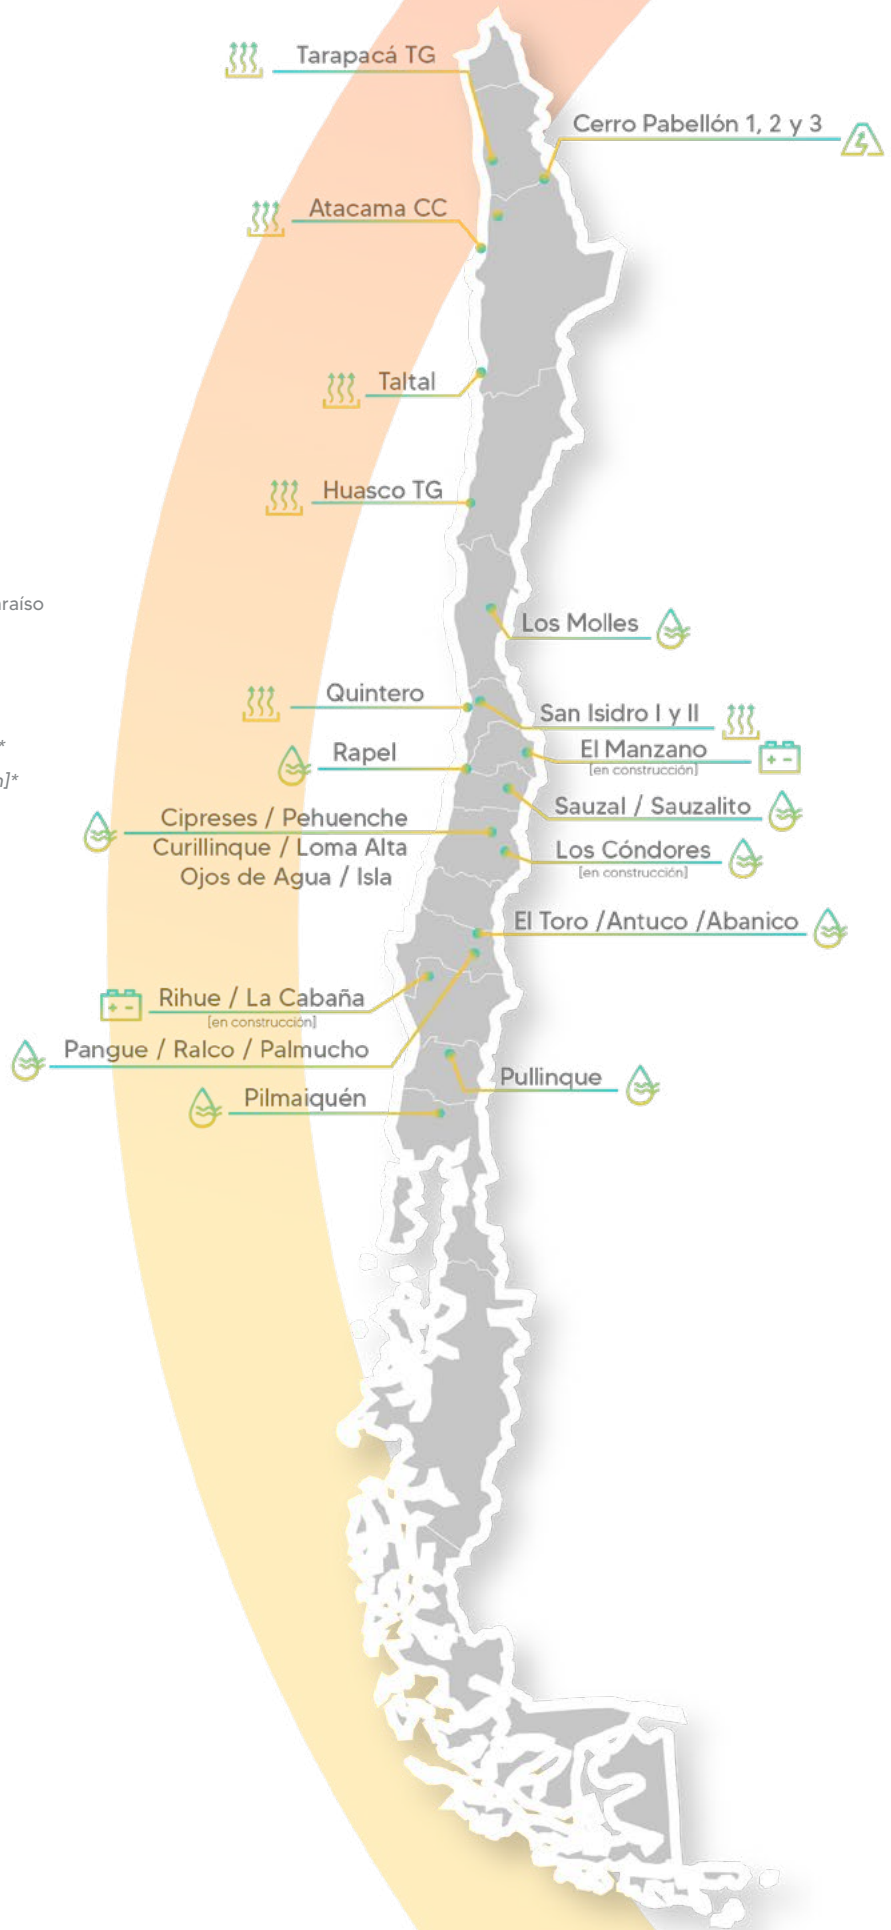 Tarapacá TG
Cerro Pabellón 1, 2 y 3
Atacama CC
Taltal
Huasco TG
araíso
Los Molles
Quintero
San Isidro I y II
*
El Manzano
[en construcción]
Rapel
n]*
Sauzal / Sauzalito
Cipreses / Pehuenche
Curillinque / Loma Alta
Ojos de Agua / Isla
Los Cóndores
[en construcción]
El Toro /Antuco /Abanico
Rihue / La Cabaña
[en construcción]
Pangue / Ralco / Palmucho
Pullinque
Pilmaiquén